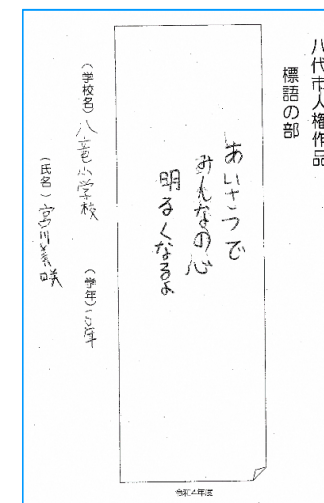 八代市人権作品
標語の部
あいさつで
みんなの心
明るくなるよ
(学校名)八竜小学校 (学年)
(氏名)宮川 咲
令和4年度